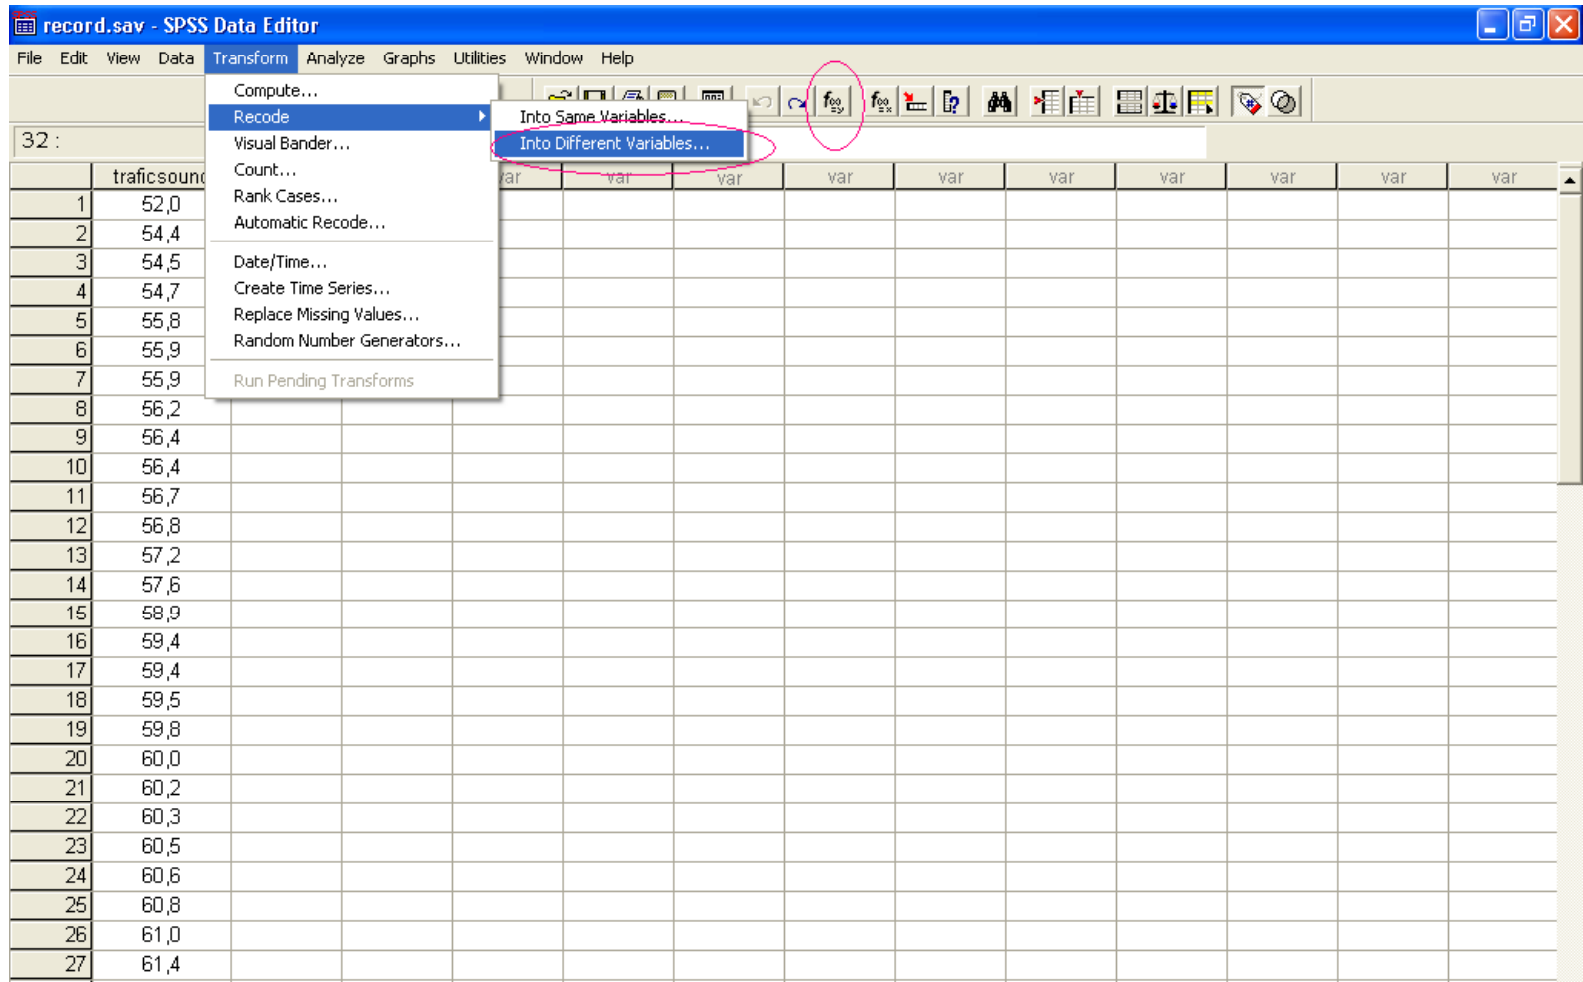 record.sav - SPSS Data Editor
File Edit View Data Transform Analyze Graphs Utilities Window Help
Compute...
Recode
Into Same Variables...
Into Different Variables...
Visual Bander...
Count...
Rank Cases...
Automatic Recode...
Date/Time...
Create Time Series...
Replace Missing Values...
Random Number Generators...
Run Pending Transforms
32 :
traficsound var var var var var var var var var var
1 52,0
2 54,4
3 54,5
4 54,7
5 55,8
6 55,9
7 55,9
8 56,2
9 56,4
10 56,4
11 56,7
12 56,8
13 57,2
14 57,6
15 58,9
16 59,4
17 59,4
18 59,5
19 59,8
20 60,0
21 60,2
22 60,3
23 60,5
24 60,6
25 60,8
26 61,0
27 61,4